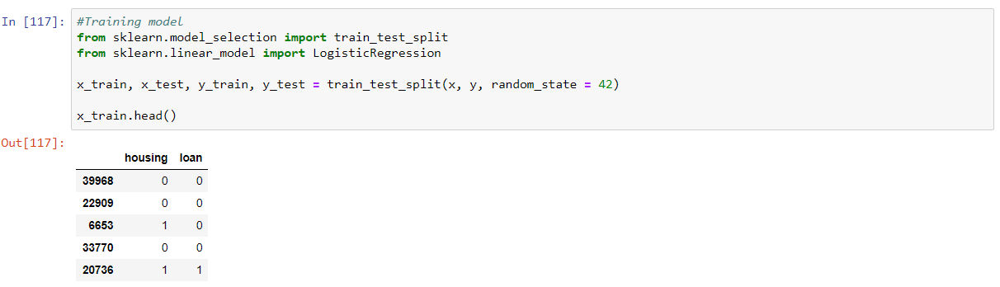 In [117]: #Training model
from sklearn.model_selection import train_test_split
from sklearn.linear_model import LogisticRegression
x_train, x_test, y_train, y_test = train_test_split(x, y, random_state = 42)
x_train.head()
Out[117]:
housing loan
39968 0 0
22909 0 0
6653 1 0
33770 0 0
20736 1 1